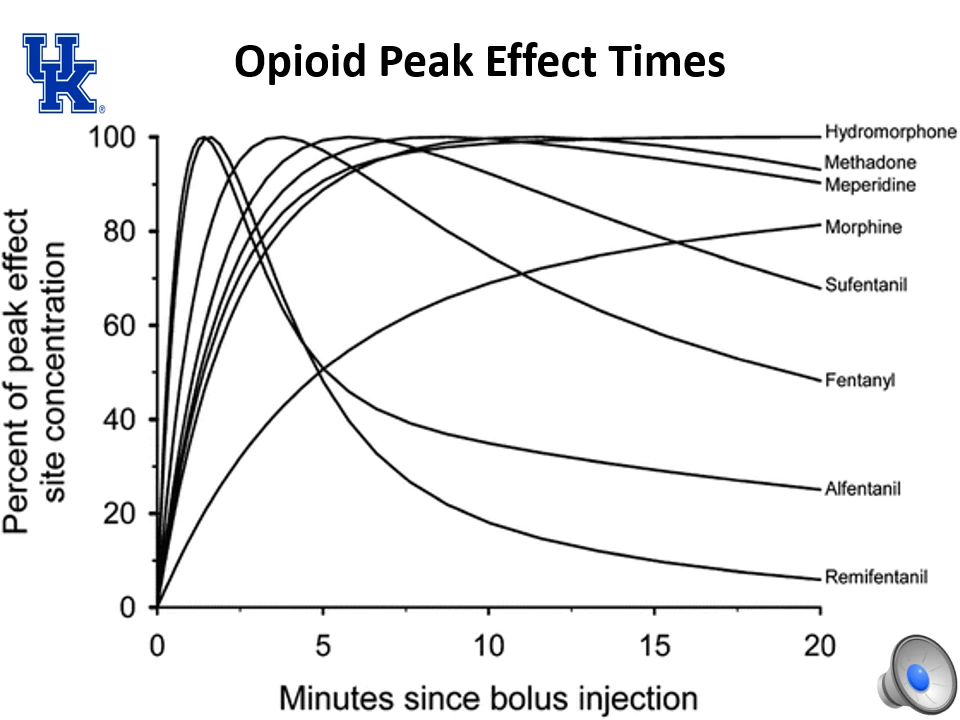 UK®
Opioid Peak Effect Times
Percent of peak effect
site concentration
100
80
60
40
20
0
Hydromorphone
Methadone
Meperidine
Morphine
Sufentanil
Fentanyl
Alfentanil
Remifentanil
0 5 10 15 20
Minutes since bolus injection